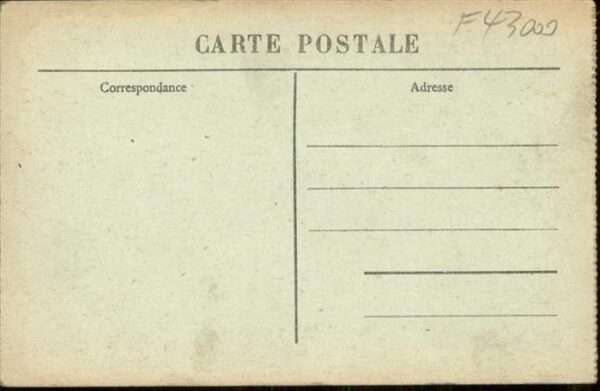 F43000
CARTE POSTALE
Correspondance
Adresse